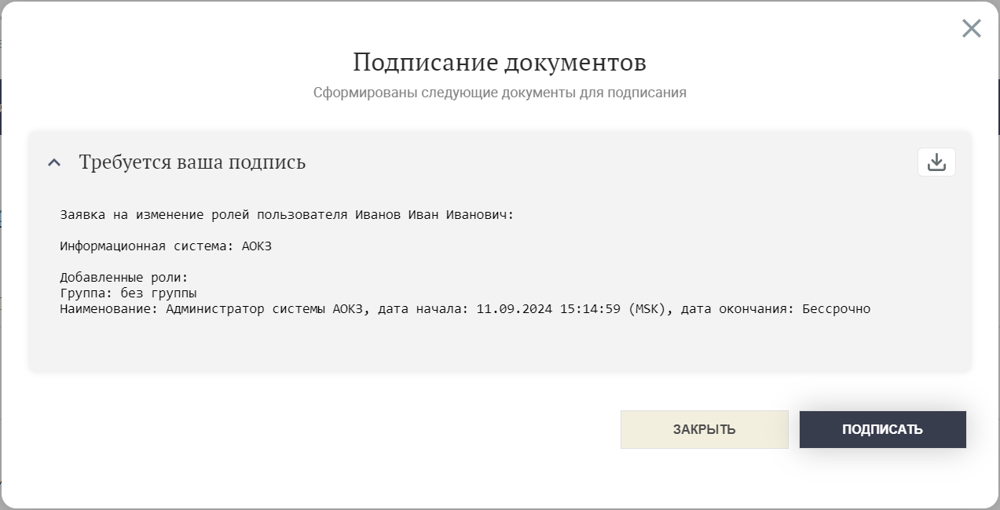 Подписание документов
Сформированы следующие документы для подписания
Требуется ваша подпись
Заявка на изменение ролей пользователя Иванов Иван Иванович:
Информационная система: АОКЗ
Добавленные роли:
Группа: без группы
Наименование: Администратор системы АОКЗ, дата начала: 11.09.2024 15:14:59 (MSK), дата окончания: Бессрочно
ЗАКРЫТЬ
ПОДПИСАТЬ